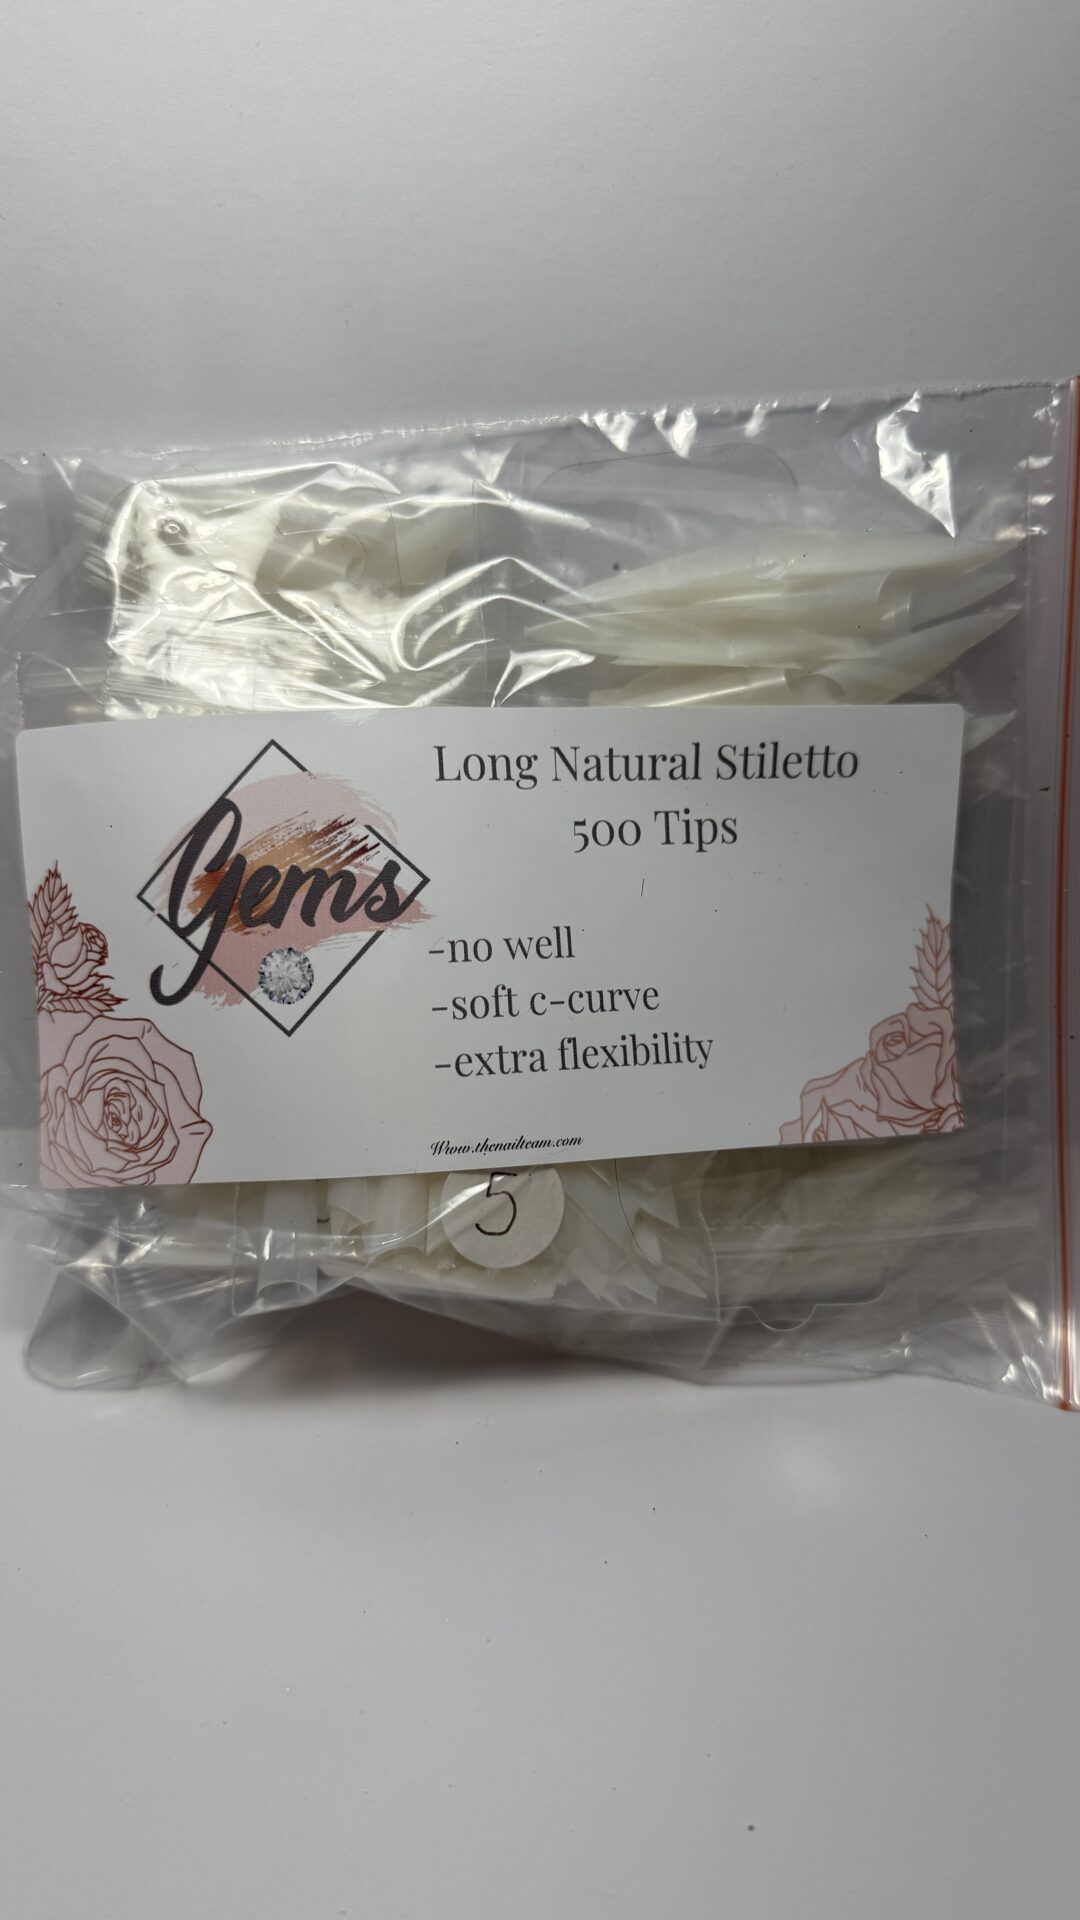 Gems
Long Natural Stiletto
500 Tips
-no well
-soft c-curve
-extra flexibility
Www.thenailteam.com
5